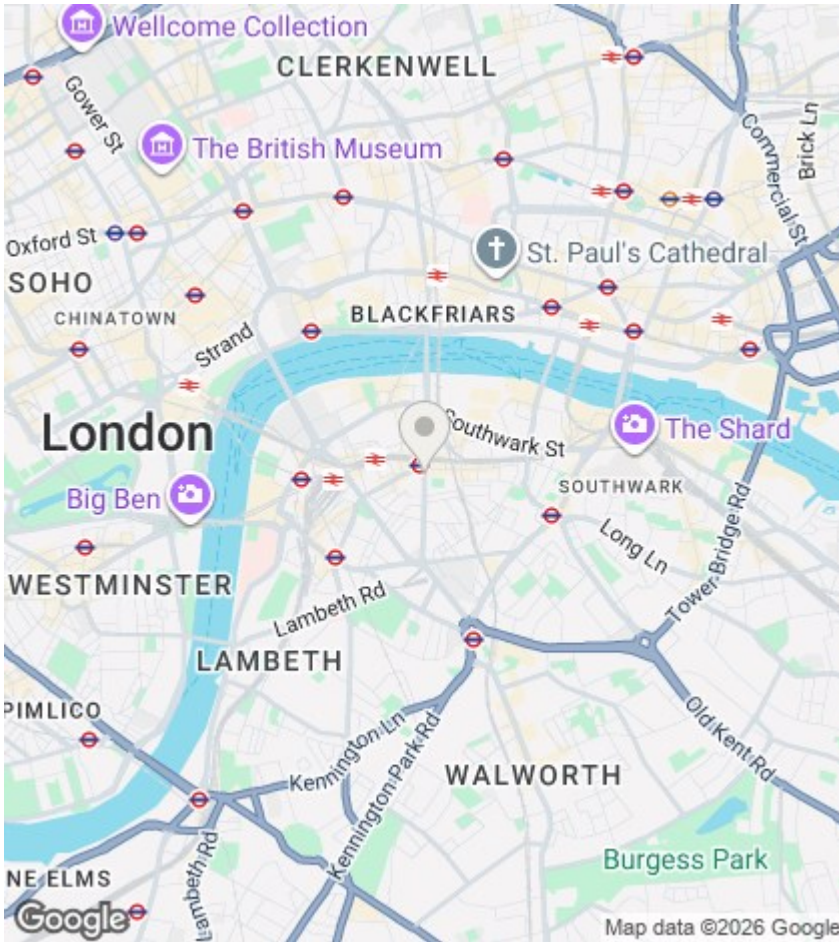 Wellcome Collection
CLERKENWELL
Gower St
The British Museum
Commercial St
Brick Ln
Oxford St
St. Paul's Cathedral
SOHO
CHINATOWN
BLACKFRIARS
Strand
London
Southwark St
The Shard
Big Ben
SOUTHWARK
Long Ln
Tower Bridge Rd
WESTMINSTER
Lambeth Rd
LAMBETH
PIMLICO
Old Kent Rd
Kennington Ln
Kennington Park Rd
WALWORTH
Lambeth Rd
Burgess Park
NE ELMS
Google
Map data ©2026 Google